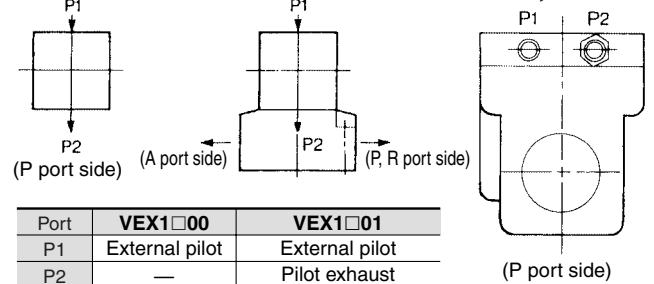 P1
P1
P1 P2
P2
(P port side)
(A port side)
P2
(P, R port side)
(P port side)
Port VEX1□00 VEX1□01
P1 External pilot External pilot
P2 — Pilot exhaust